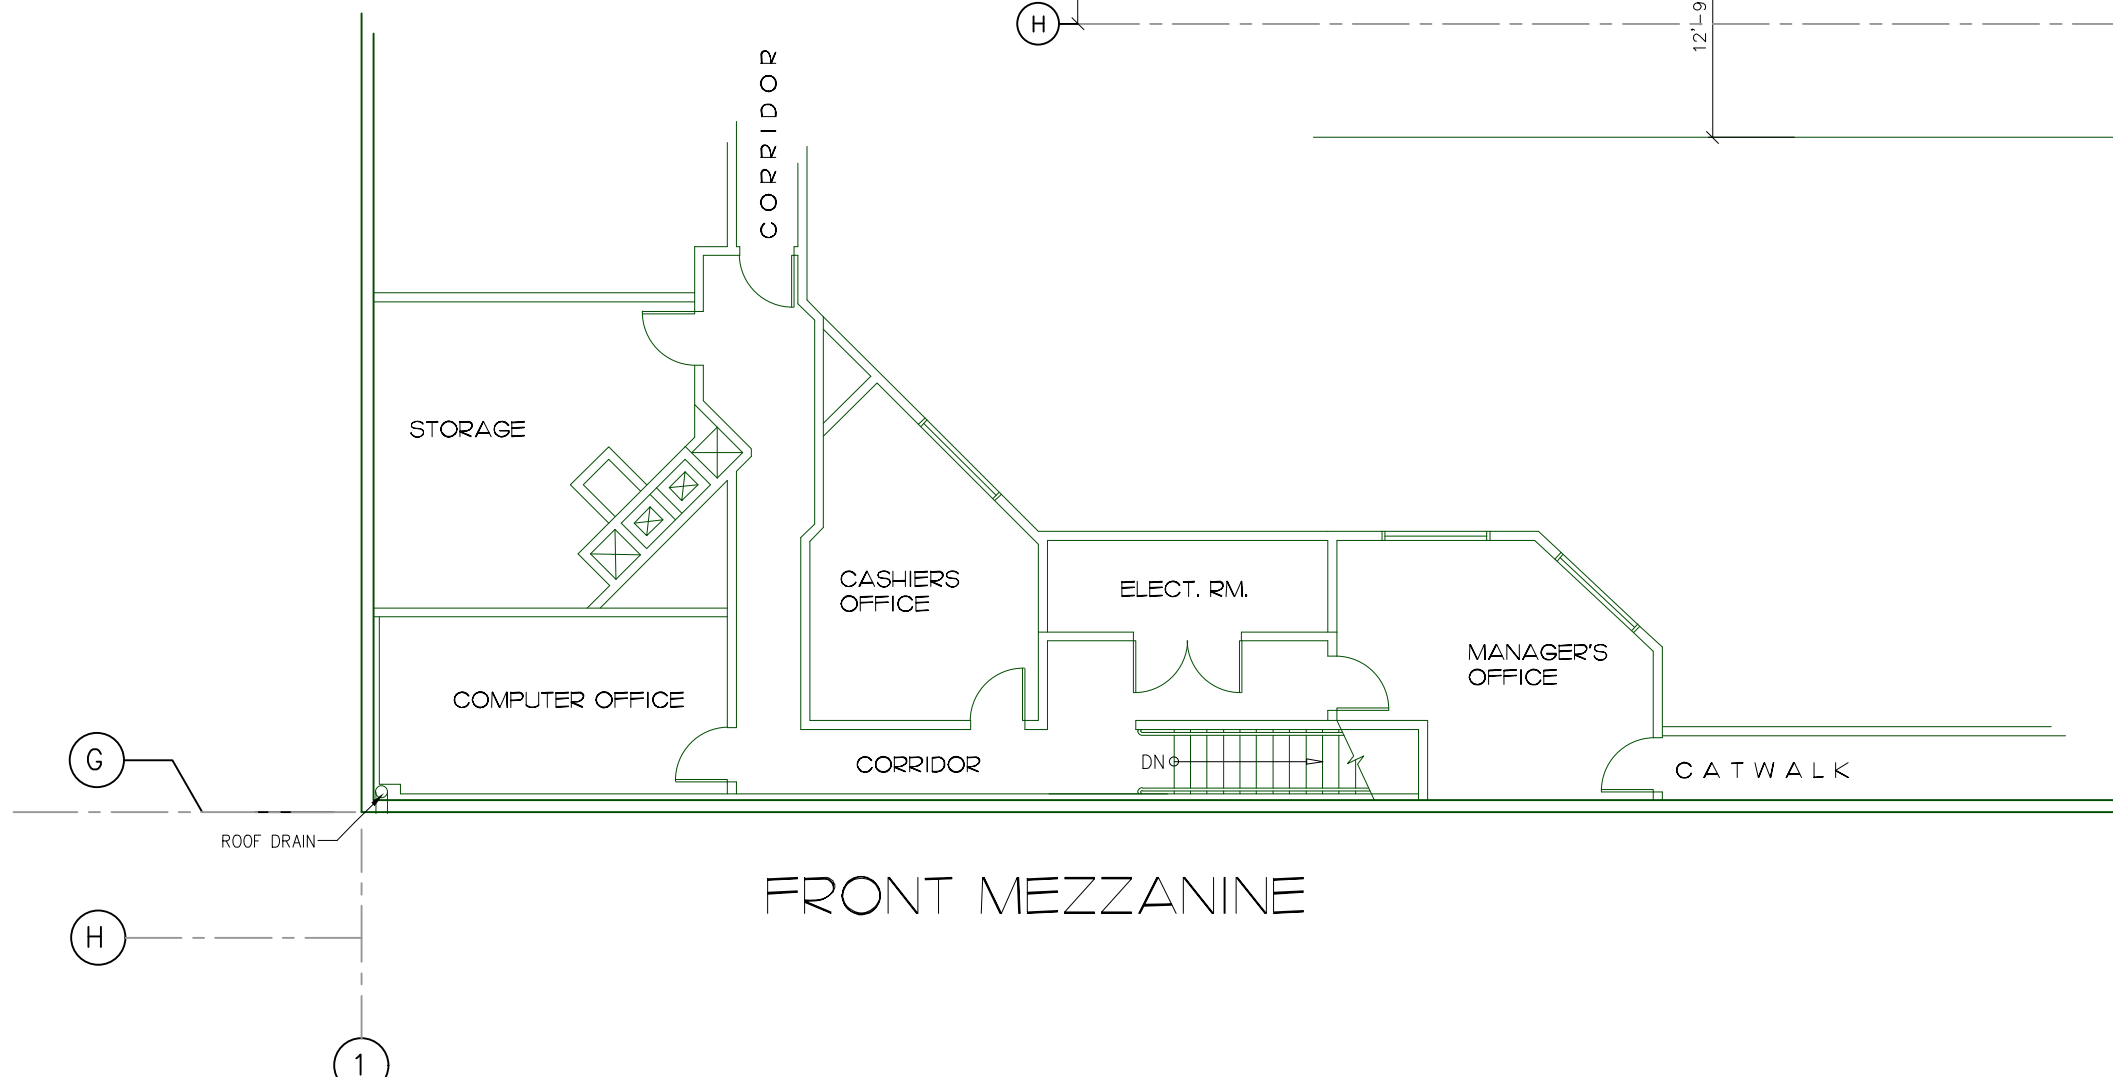 H
12'-9
CORRIDOR
STORAGE
CASHIERS
OFFICE
ELECT. RM.
MANAGER'S
OFFICE
COMPUTER OFFICE
G
CORRIDOR
DN
CATWALK
ROOF DRAIN
FRONT MEZZANINE
H
1